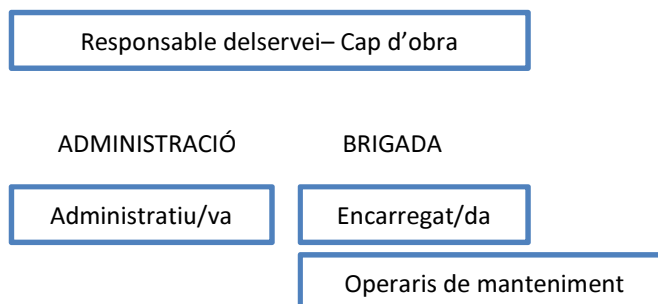 Responsable delservei– Cap d’obra
ADMINISTRACIÓ BRIGADA
Administratiu/va Encarregat/da
Operaris de manteniment